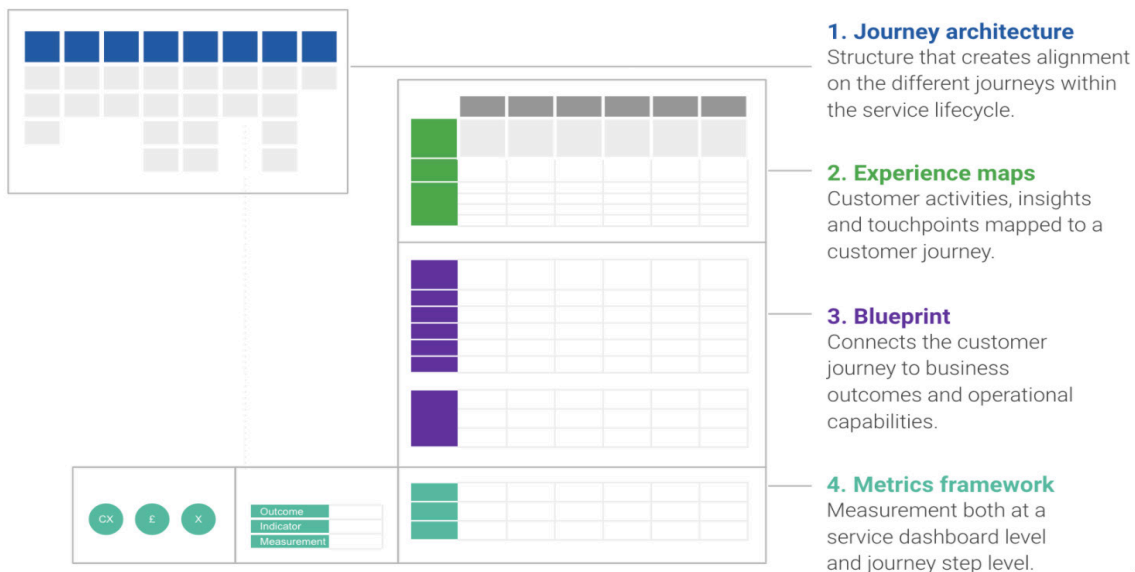 1. Journey architecture
Structure that creates alignment
on the different journeys within
the service lifecycle.
2. Experience maps
Customer activities, insights
and touchpoints mapped to a
customer journey.
3. Blueprint
Connects the customer
journey to business
outcomes and operational
capabilities.
4. Metrics framework
Measurement both at a
service dashboard level
and journey step level.
CX £ X
Outcome
Indicator
Measurement